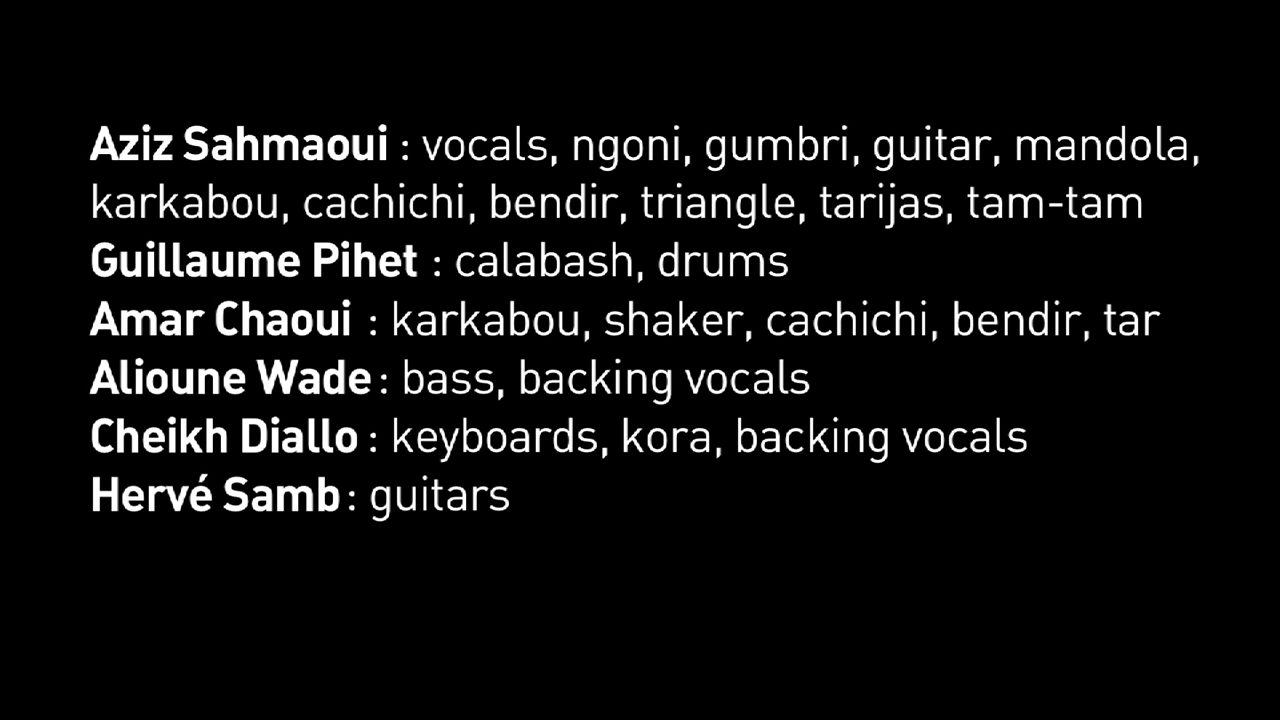 Aziz Sahmaoui : vocals, ngoni, gumbri, guitar, mandola,
karkabou, cachichi, bendir, triangle, tarijas, tam-tam
Guillaume Pihet : calabash, drums
Amar Chaoui : karkabou, shaker, cachichi, bendir, tar
Alioune Wade : bass, backing vocals
Cheikh Diallo : keyboards, kora, backing vocals
Hervé Samb : guitars